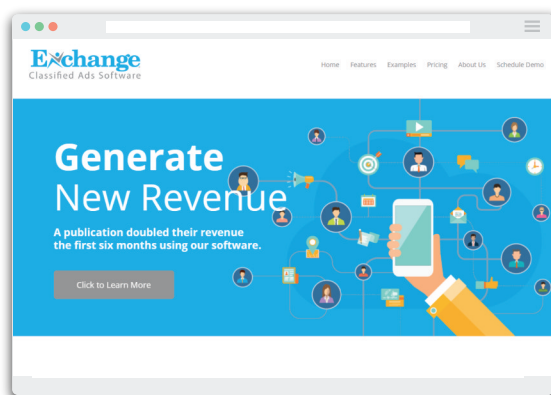 Exchange
Classified Ads Software
Home Features Examples Pricing About Us Schedule Demo
Generate
New Revenue
A publication doubled their revenue
the first six months using our software.
Click to Learn More